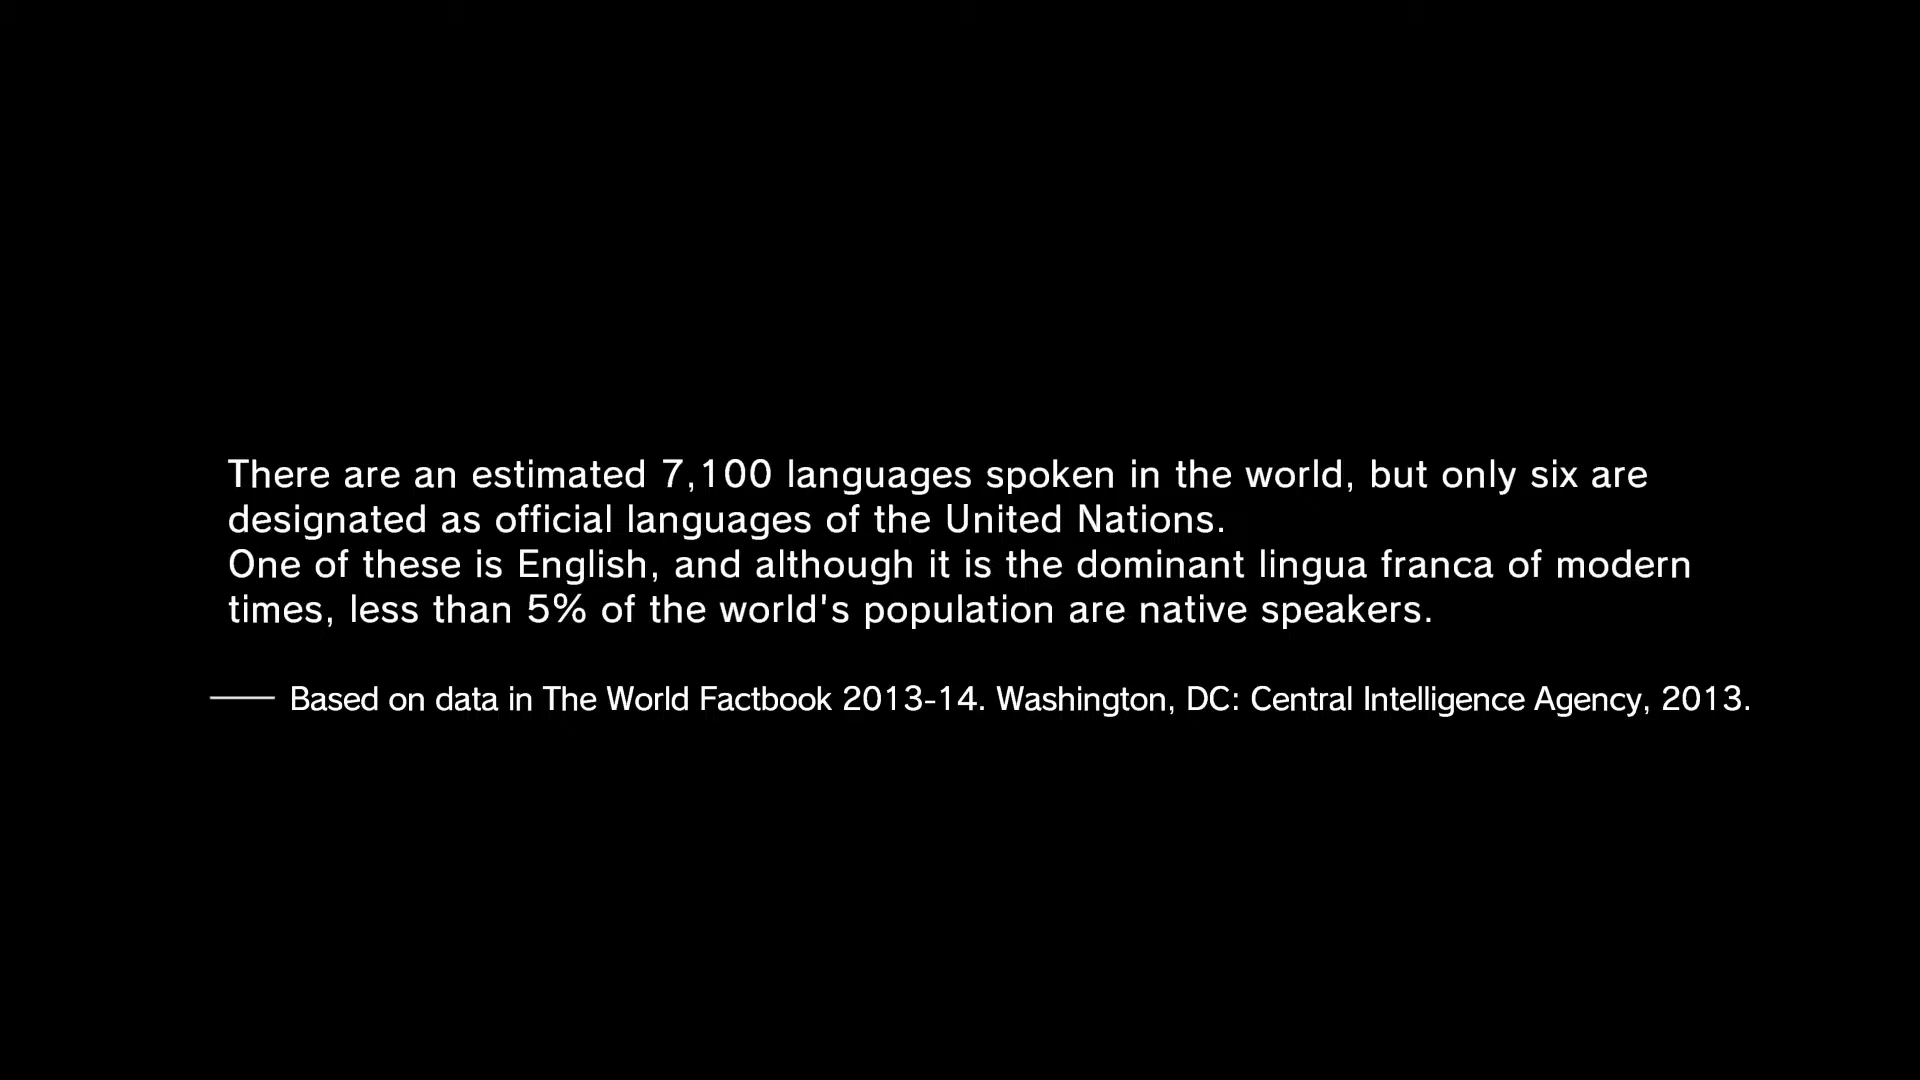 There are an estimated 7,100 languages spoken in the world, but only six are
designated as official languages of the United Nations.
One of these is English, and although it is the dominant lingua franca of modern
times, less than 5% of the world's population are native speakers.
—— Based on data in The World Factbook 2013-14. Washington, DC: Central Intelligence Agency, 2013.